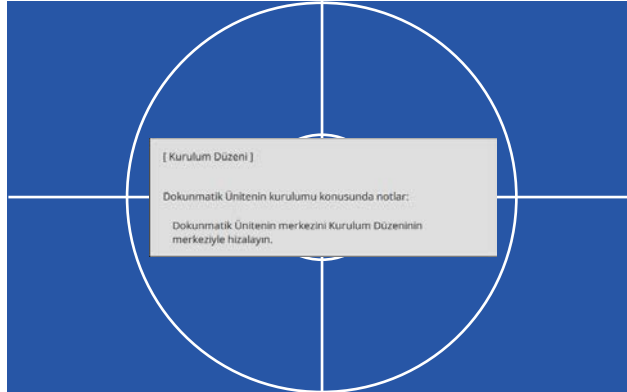 [ Kurulum Düzeni ]
Dokunmatik Ünitenin kurulumu konusunda notlar:
Dokunmatik Ünitenin merkezini Kurulum Düzeninin
merkeziyle hizalayın.